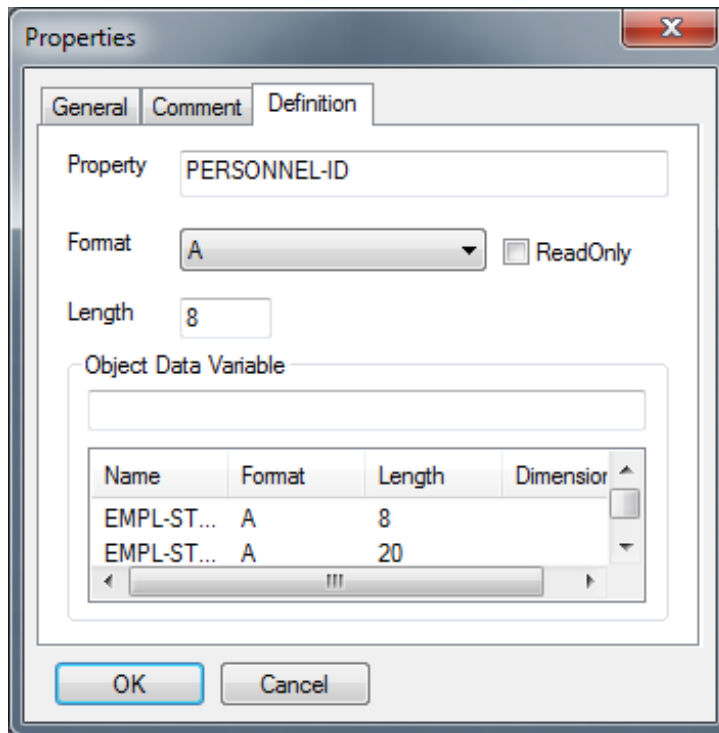 Properties
General Comment Definition
Property PERSONNEL-ID
Format A ReadOnly
Length 8
Object Data Variable
Name Format Length Dimension
EMPL-ST... A 8
EMPL-ST... A 20
OK Cancel